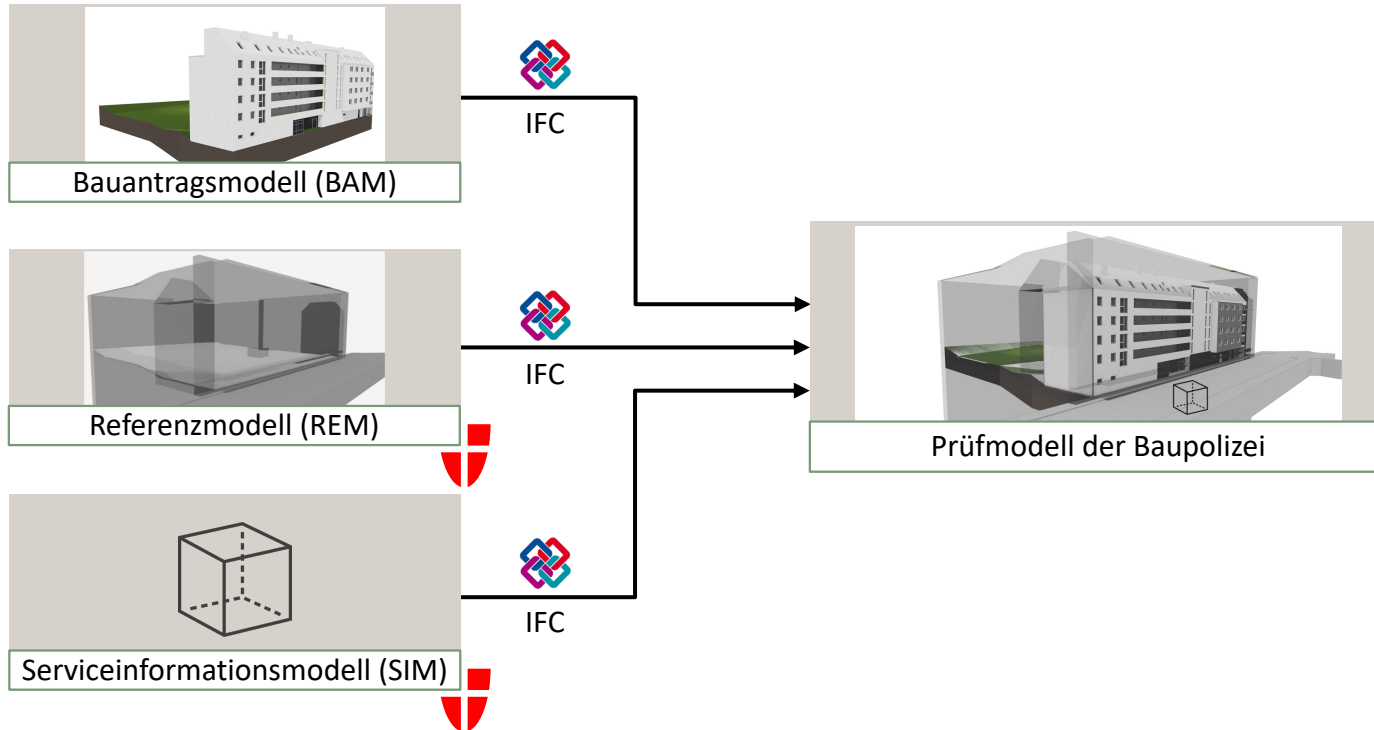 IFC
Bauantragsmodell (BAM)
IFC
Referenzmodell (REM)
IFC
Serviceinformationsmodell (SIM)
Prüfmodell der Baupolizei